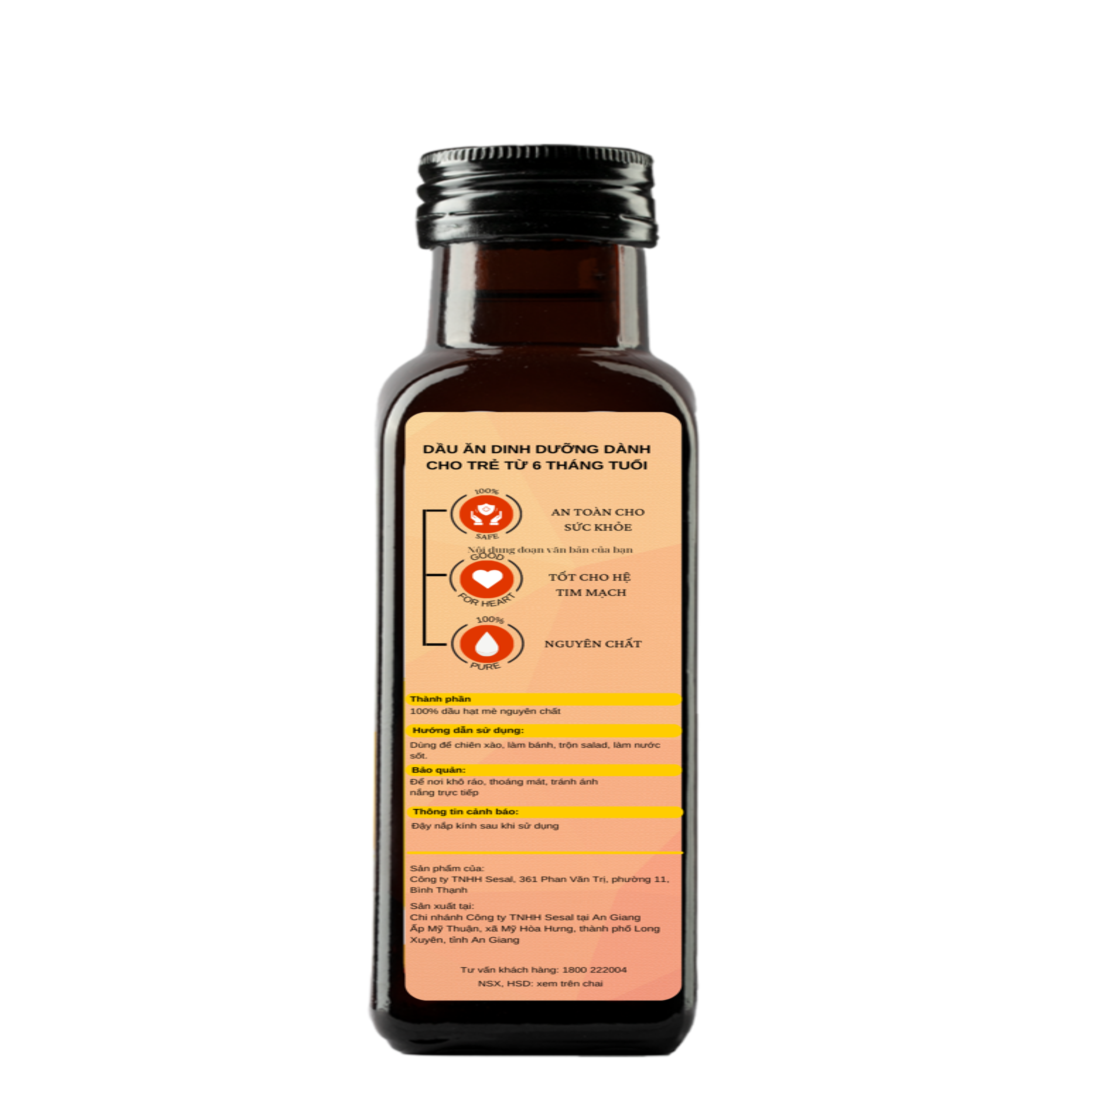 DẦU ĂN DINH DƯỠNG DÀNH
CHO TRẺ TỪ 6 THÁNG TUỔI
100%
SAFE
AN TOÀN CHO
SỨC KHỎE
Nội dung đoạn văn bản của bạn
GOOD
FOR HEART
TỐT CHO HỆ
TIM MẠCH
100%
PURE
NGUYÊN CHẤT
Thành phần
100% dầu hạt mè nguyên chất
Hướng dẫn sử dụng:
Dùng để chiên xào, làm bánh, trộn salad, làm nước
sốt.
Bảo quản:
Để nơi khô ráo, thoáng mát, tránh ánh
nắng trực tiếp
Thông tin cảnh báo:
Đậy nắp kính sau khi sử dụng
Sản phẩm của:
Công ty TNHH Sesal, 361 Phan Văn Trị, phường 11,
Bình Thạnh
Sản xuất tại:
Chi nhánh Công ty TNHH Sesal tại An Giang
Ấp Mỹ Thuận, xã Mỹ Hòa Hưng, thành phố Long
Xuyên, tỉnh An Giang
Tư vấn khách hàng: 1800 222004
NSX, HSD: xem trên chai